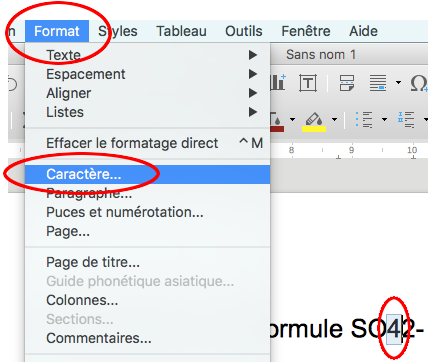 n Format Styles Tableau Outils Fenêtre Aide
Sans nom 1
Texte
Espacement
Aligner
Listes
Effacer le formatage direct ^ M
Caractère...
Paragraphe...
Puces et numérotation...
Page...
Page de titre...
Guide phonétique asiatique...
Colonnes...
Sections...
Commentaires...
8 9 10
ormule SO42-